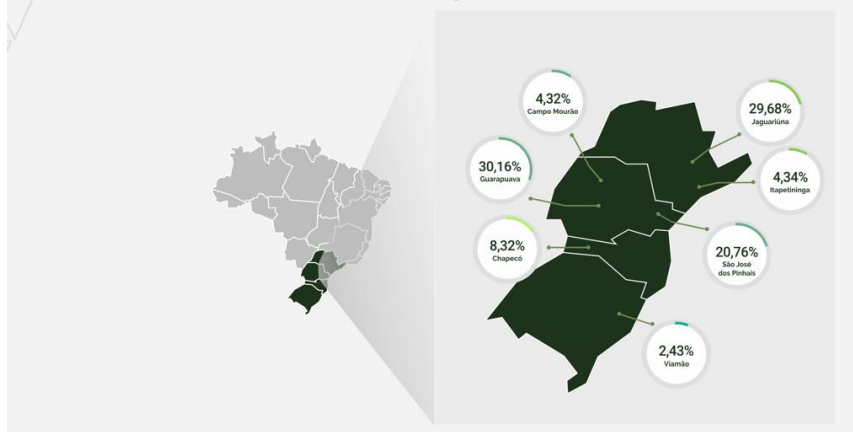 4,32%
Campo Mourão
29,68%
Jaguariúna
30,16%
Guarapuava
4,34%
Itapetininga
8,32%
Chapecó
20,76%
São José
dos Pinhais
2,43%
Viamão